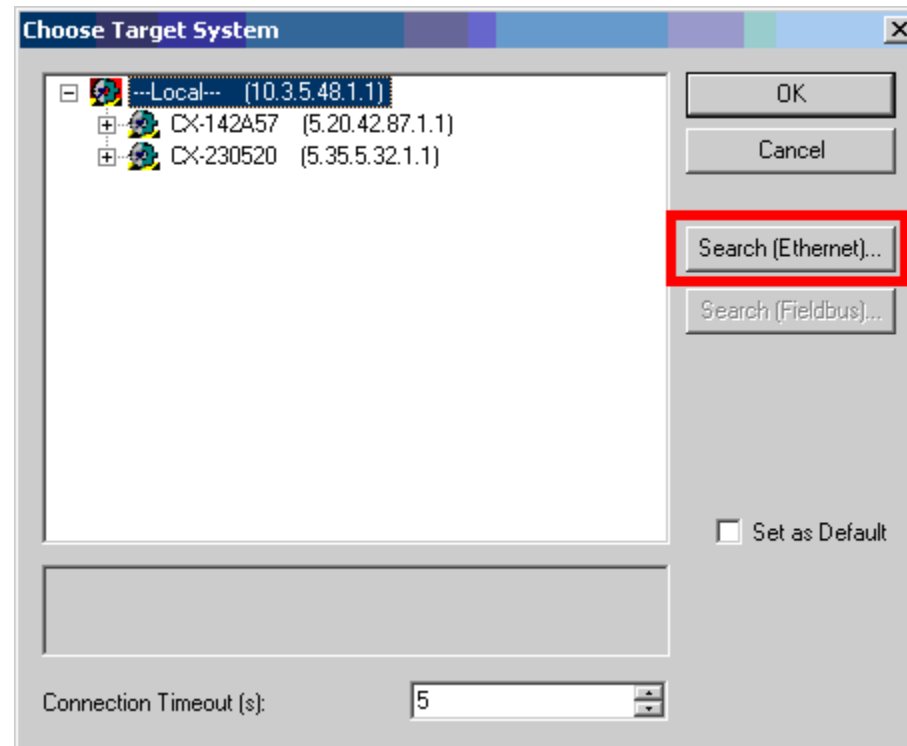 Choose Target System
---Local--- (10.3.5.48.1.1)
CX-142A57 (5.20.42.87.1.1)
CX-230520 (5.35.5.32.1.1)
OK
Cancel
Search (Ethernet)...
Search (Fieldbus)...
Set as Default
Connection Timeout (s):
5